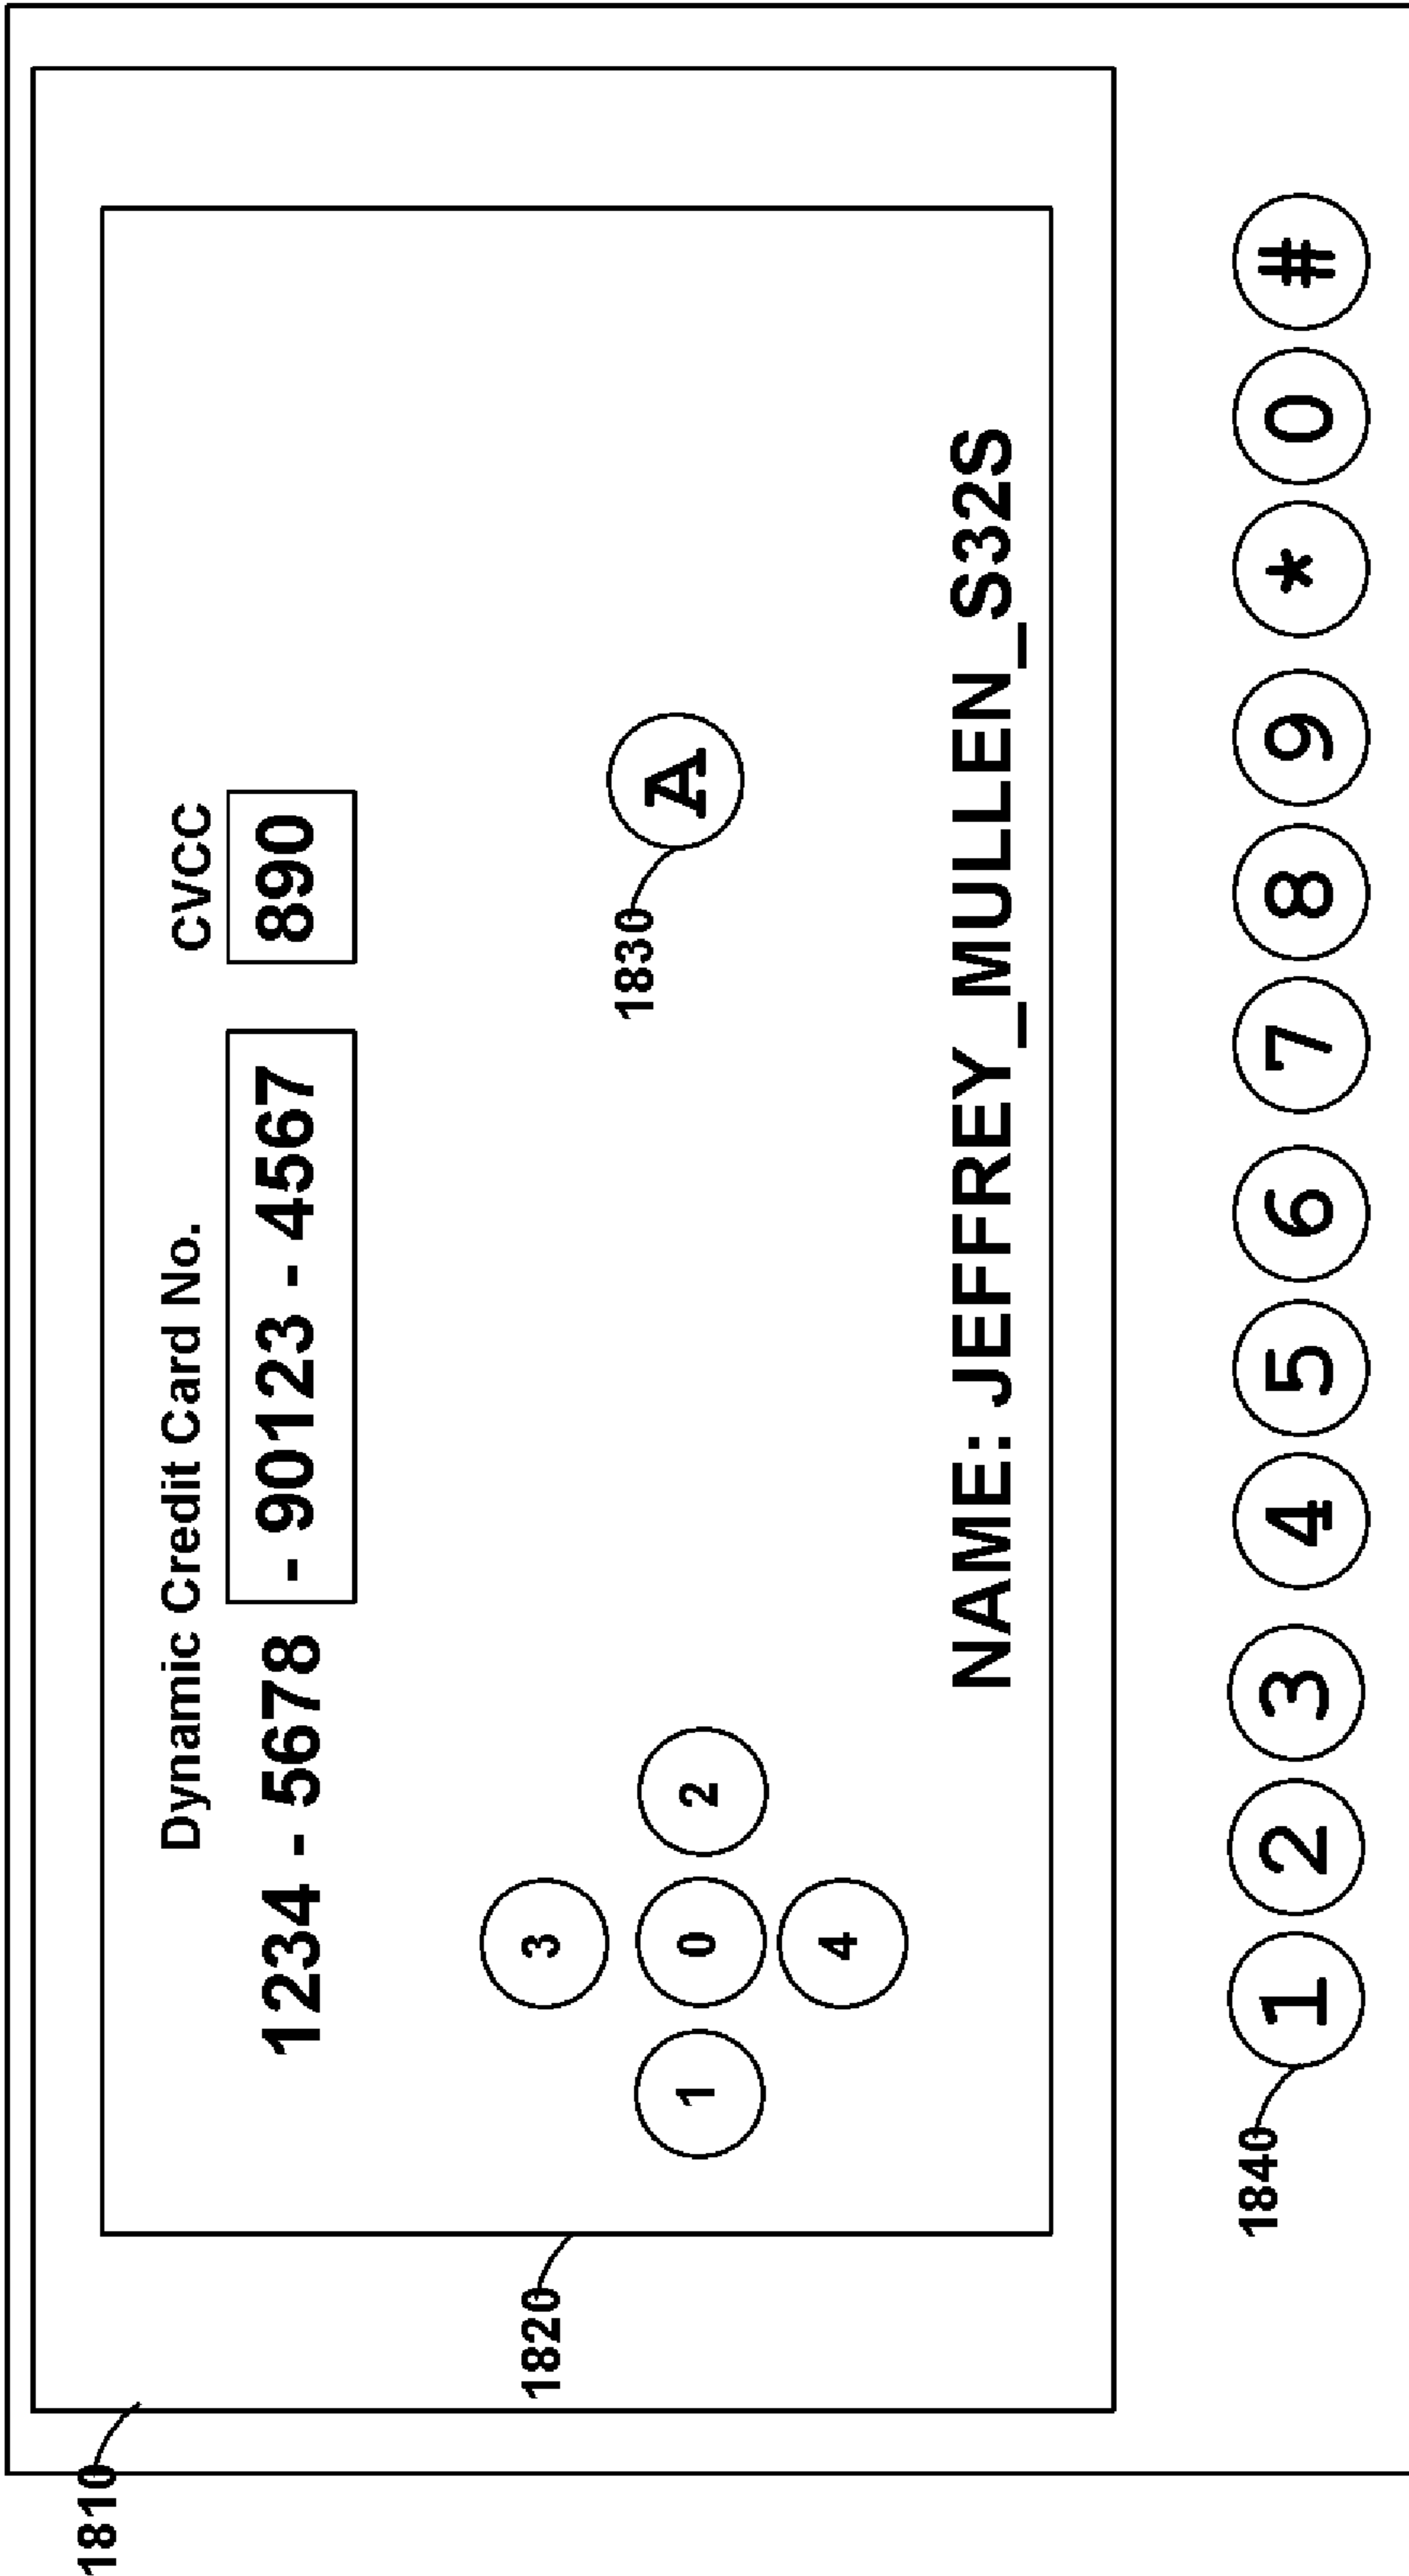 1810
Dynamic Credit Card No. CVCC
1234 - 5678 - 90123 - 4567 890
3
1 0 2
4
A
1830
1820
NAME: JEFFREY_MULLEN_S32S
1 2 3 4 5 6 7 8 9 * 0 #
1840